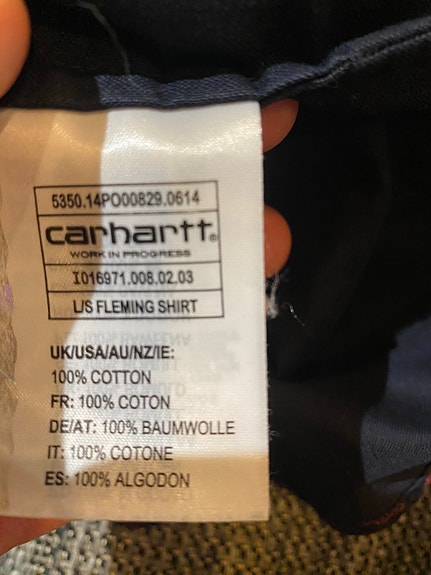 5350.14PO00829.0614
carhartt®
WORK IN PROGRESS
I016971.008.02.03
L/S FLEMING SHIRT
UK/USA/AU/NZ/IE:
100% COTTON
FR: 100% COTON
DE/AT: 100% BAUMWOLLE
IT: 100% COTONE
ES: 100% ALGODON